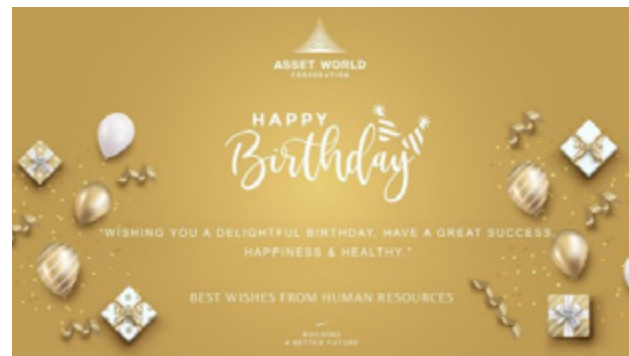 ASSET WORLD
CORPORATION
HAPPY
Birthday
"WISHING YOU A DELIGHTFUL BIRTHDAY, HAVE A GREAT SUCCESS,
HAPPINESS & HEALTHY."
BEST WISHES FROM HUMAN RESOURCES
BUILDING
A BETTER FUTURE